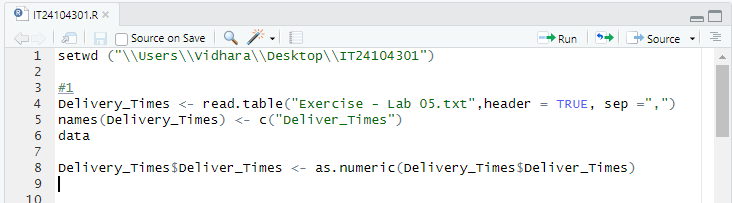 IT24104301.R
Source on Save
Run
Source
1 setwd ("\\Users\\Vidhara\\Desktop\\IT24104301")
2
3 #1
4 Delivery_Times <- read.table("Exercise - Lab 05.txt",header = TRUE, sep =",")
5 names(Delivery_Times) <- c("Deliver_Times")
6 data
7
8 Delivery_Times$Deliver_Times <- as.numeric(Delivery_Times$Deliver_Times)
9
10